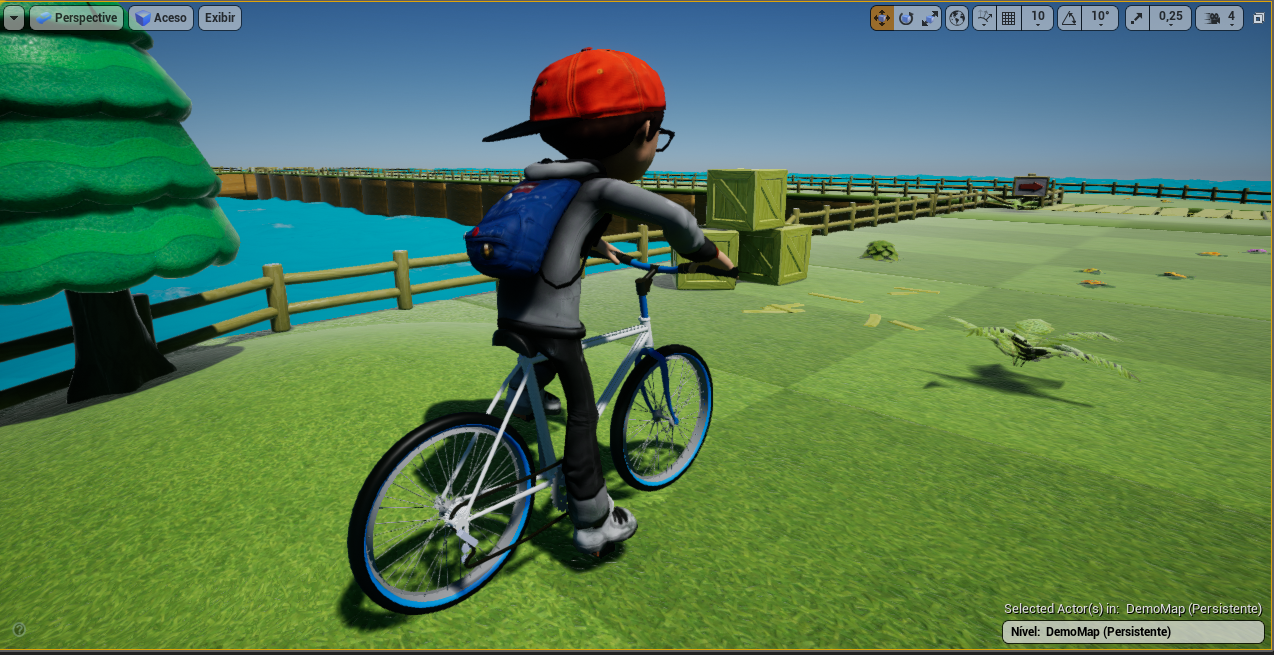 Perspective
Aceso
Exibir
10
10°
0,25
4
Selected Actor(s) in: DemoMap (Persistente)
Nível: DemoMap (Persistente)